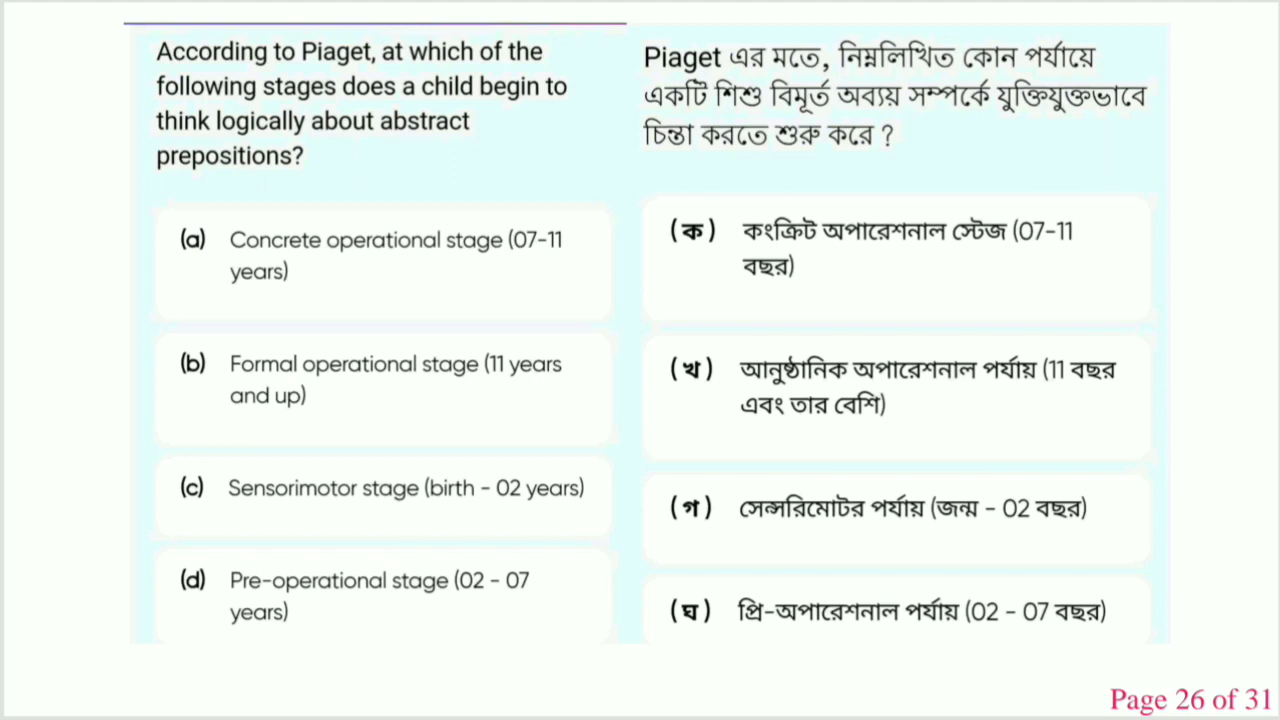 According to Piaget, at which of the
following stages does a child begin to
think logically about abstract
prepositions?
(a) Concrete operational stage (07-11
years)
(b) Formal operational stage (11 years
and up)
(c) Sensorimotor stage (birth - 02 years)
(d) Pre-operational stage (02 - 07
years)
Piaget এর মতে, নিম্নলিখিত কোন পর্যায়ে
একটি শিশু বিমূর্ত অব্যয় সম্পর্কে যুক্তিযুক্তভাবে
চিন্তা করতে শুরু করে ?
(ক) কংক্রিট অপারেশনাল স্টেজ (07-11
বছর)
(খ) আনুষ্ঠানিক অপারেশনাল পর্যায় (11 বছর
এবং তার বেশি)
(গ) সেন্সরিমোটর পর্যায় (জন্ম - 02 বছর)
(ঘ) প্রি-অপারেশনাল পর্যায় (02 - 07 বছর)
Page 26 of 31